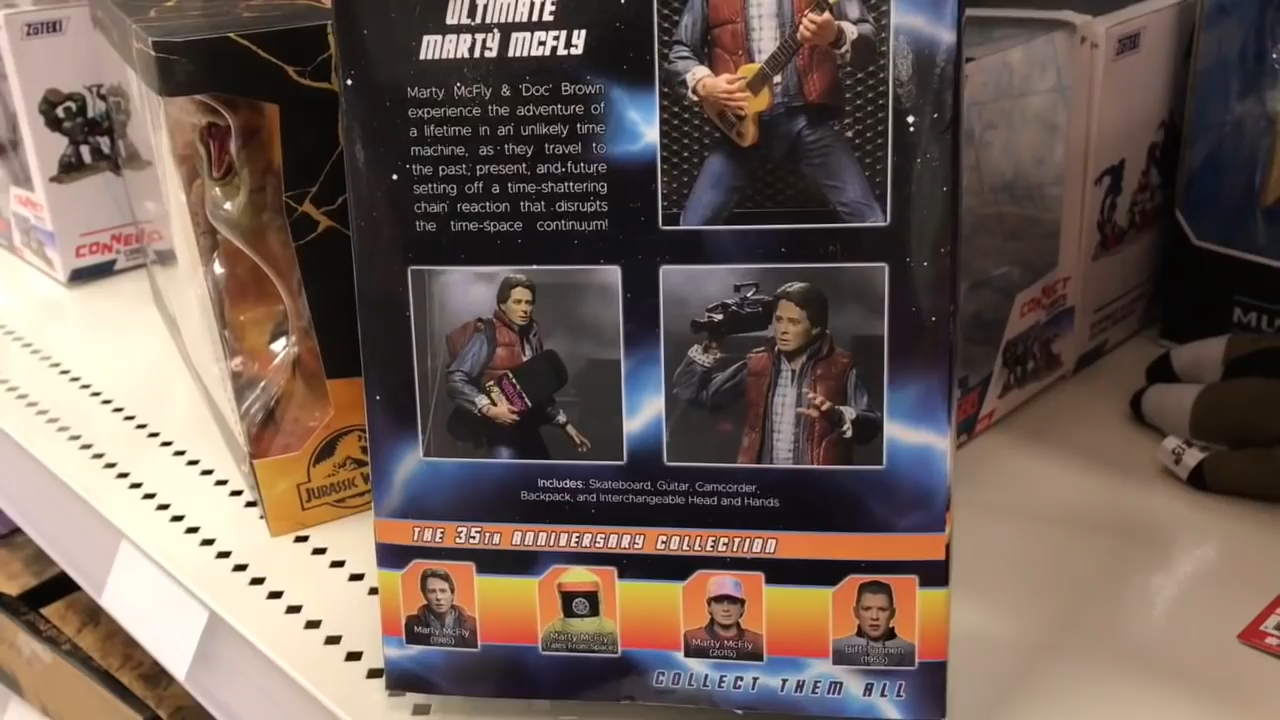 ZOTEKI
ULTIMATE
MARTY MCFLY
Marty McFly & 'Doc' Brown
experience the adventure of
a lifetime in an unlikely time
machine, as they travel to
the past, present, and future
setting off a time-shattering
chain reaction that disrupts
the time-space continuum!
ZOTEKI
CONNECT
JURASSIC W
Includes: Skateboard, Guitar, Camcorder,
Backpack, and Interchangeable Head and Hands
THE 35TH ANNIVERSARY COLLECTION
Marty McFly
(1985)
Marty McFly
(Tales From Space)
Marty McFly
(2015)
Biff Tannen
(1955)
COLLECT THEM ALL
MU